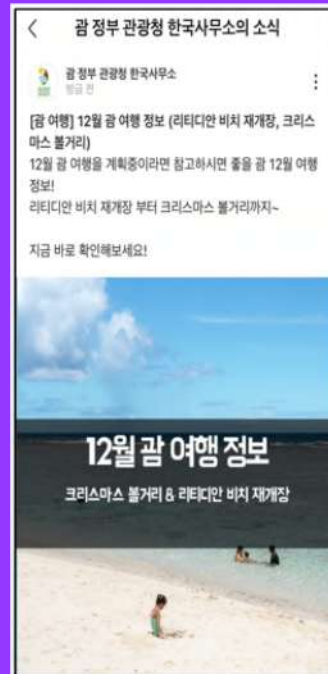 괌 정부 관광청 한국사무소의 소식
괌 정부 관광청 한국사무소
방금 전
[괌 여행] 12월 괌 여행 정보 (리티디안 비치 재개장, 크리스
마스 볼거리)
12월 괌 여행을 계획중이라면 참고하시면 좋을 괌 12월 여행
정보!
리티디안 비치 재개장 부터 크리스마스 볼거리까지~
지금 바로 확인해보세요!
12월 괌 여행 정보
크리스마스 볼거리 & 리티디안 비치 재개장